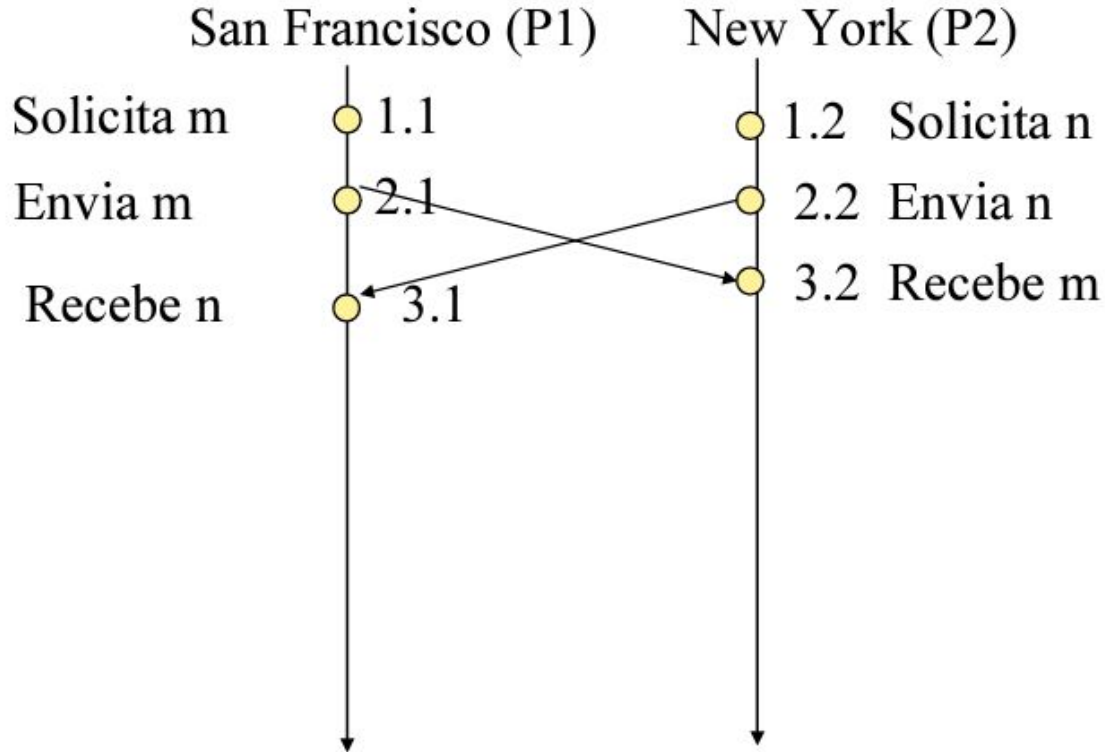 San Francisco (P1) New York (P2)
Solicita m 1.1 1.2 Solicita n
Envia m 2.1 2.2 Envia n
3.2 Recebe m
Recebe n 3.1